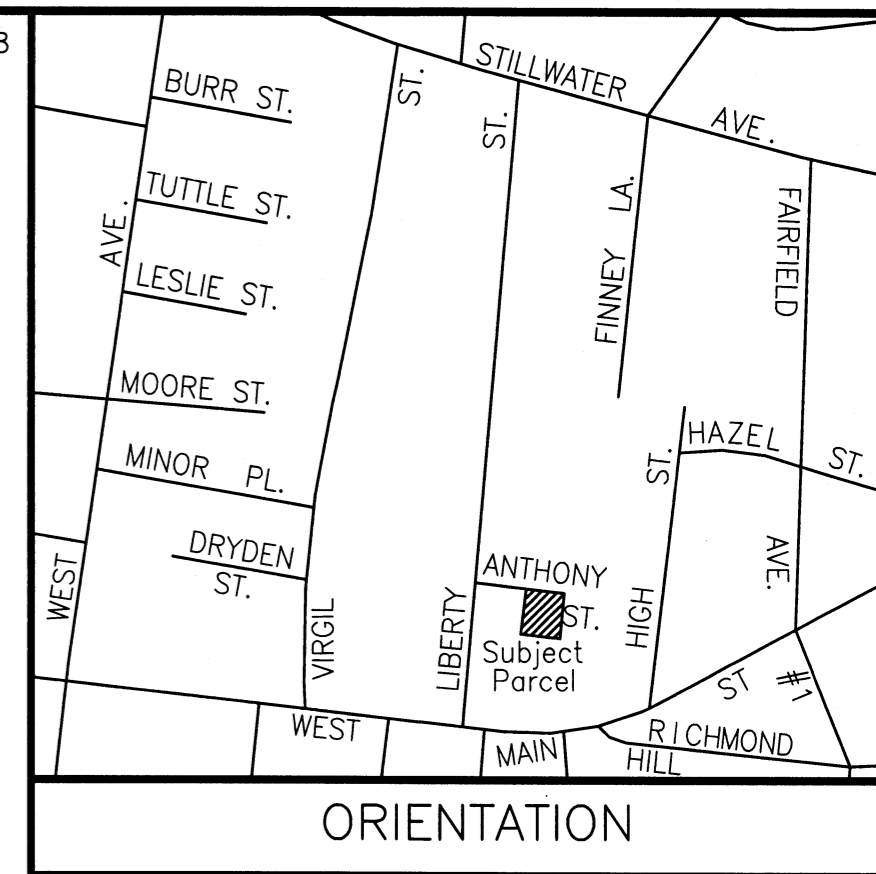 8
BURR ST.
TUTTLE ST.
LESLIE ST.
MOORE ST.
MINOR PL.
DRYDEN
ST.
WEST
AVE.
VIRGIL
ST.
LIBERTY
ST.
STILLWATER
AVE.
FINNEY LA.
FAIRFIELD
AVE.
HAZEL
ST.
HIGH
ST.
ANTHONY
ST.
Subject
Parcel
WEST
MAIN
ST
#1
RICHMOND
HILL
ORIENTATION